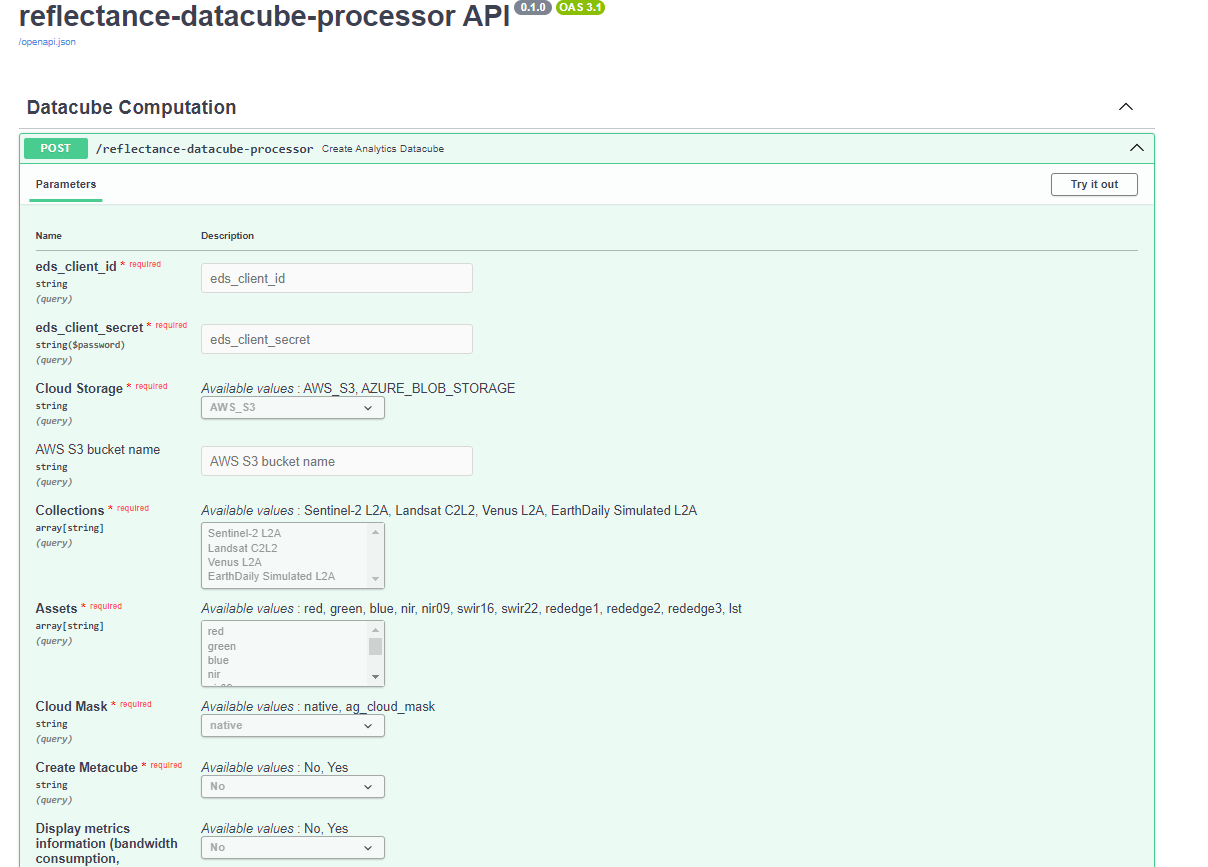 reflectance-datacube-processor API 0.1.0 OAS 3.1
/openapi.json
Datacube Computation
POST /reflectance-datacube-processor Create Analytics Datacube
Parameters
Try it out
Name Description
eds_client_id * required
string
(query)
eds_client_id
eds_client_secret * required
string($password)
(query)
eds_client_secret
Cloud Storage * required
string
(query)
Available values : AWS_S3, AZURE_BLOB_STORAGE
AWS_S3
AWS S3 bucket name
string
(query)
AWS S3 bucket name
Collections * required
array[string]
(query)
Available values : Sentinel-2 L2A, Landsat C2L2, Venus L2A, EarthDaily Simulated L2A
Sentinel-2 L2A
Landsat C2L2
Venus L2A
EarthDaily Simulated L2A
Assets * required
array[string]
(query)
Available values : red, green, blue, nir, nir09, swir16, swir22, rededge1, rededge2, rededge3, lst
red
green
blue
nir
Cloud Mask * required
string
(query)
Available values : native, ag_cloud_mask
native
Create Metacube * required
string
(query)
Available values : No, Yes
No
Display metrics
information (bandwidth
consumption,
Available values : No, Yes
No